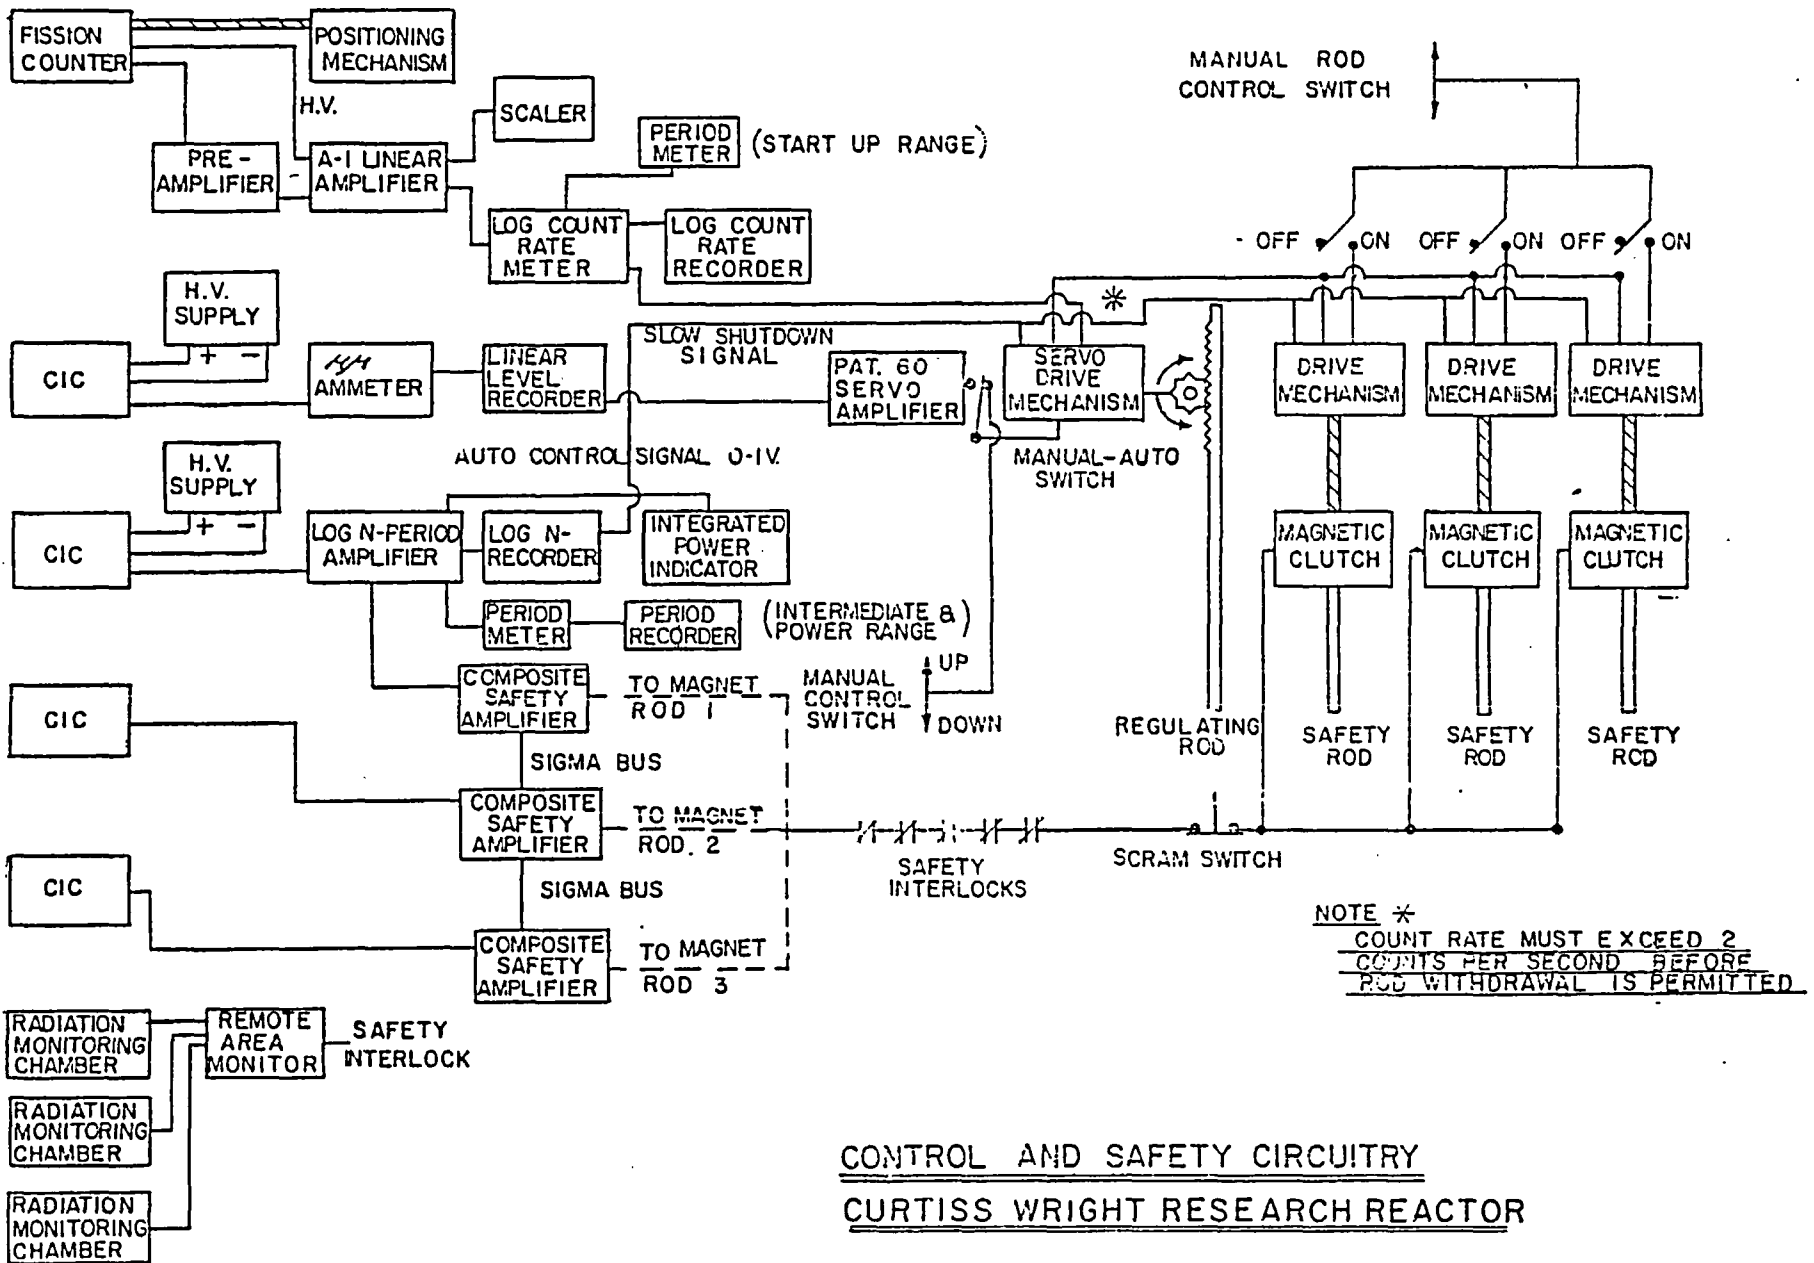 FISSION
COUNTER
POSITIONING
MECHANISM
H.V.
SCALER
PRE-
AMPLIFIER
A-1 LINEAR
AMPLIFIER
PERIOD
METER
(START UP RANGE)
LOG COUNT
RATE
METER
LOG COUNT
RATE
RECORDER
MANUAL ROD
CONTROL SWITCH
OFF
ON
OFF
ON
OFF
ON
H.V.
SUPPLY
+ -
CIC
AMMETER
LINEAR
LEVEL
RECORDER
SLOW SHUTDOWN
SIGNAL
PAT. 60
SERVO
AMPLIFIER
*
SERVO
DRIVE
MECHANISM
DRIVE
MECHANISM
DRIVE
MECHANISM
DRIVE
MECHANISM
AUTO CONTROL SIGNAL 0-1V.
MANUAL-AUTO
SWITCH
H.V.
SUPPLY
+ -
CIC
LOG N-PERIOD
AMPLIFIER
LOG N-
RECORDER
INTEGRATED
POWER
INDICATOR
MAGNETIC
CLUTCH
MAGNETIC
CLUTCH
MAGNETIC
CLUTCH
PERIOD
METER
PERIOD
RECORDER
(INTERMEDIATE &
POWER RANGE)
CIC
COMPOSITE
SAFETY
AMPLIFIER
TO MAGNET
ROD 1
MANUAL
CONTROL
SWITCH
UP
DOWN
REGULATING
ROD
SAFETY
ROD
SAFETY
ROD
SAFETY
ROD
SIGMA BUS
COMPOSITE
SAFETY
AMPLIFIER
TO MAGNET
ROD. 2
SAFETY
INTERLOCKS
SCRAM SWITCH
CIC
SIGMA BUS
COMPOSITE
SAFETY
AMPLIFIER
TO MAGNET
ROD 3
NOTE *
COUNT RATE MUST EXCEED 2
COUNTS PER SECOND BEFORE
ROD WITHDRAWAL IS PERMITTED
RADIATION
MONITORING
CHAMBER
REMOTE
AREA
MONITOR
SAFETY
INTERLOCK
RADIATION
MONITORING
CHAMBER
RADIATION
MONITORING
CHAMBER
CONTROL AND SAFETY CIRCUITRY
CURTISS WRIGHT RESEARCH REACTOR